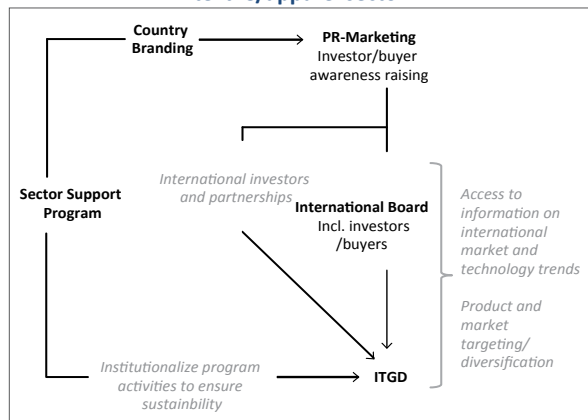 Country
Branding
PR-Marketing
Investor/buyer
awareness raising
International investors
and partnerships
Sector Support
Program
International Board
Incl. investors
/buyers
Access to
information on
international
market and
technology trends
Product and
market
targeting/
diversification
Institutionalize program
activities to ensure
sustainbility
ITGD